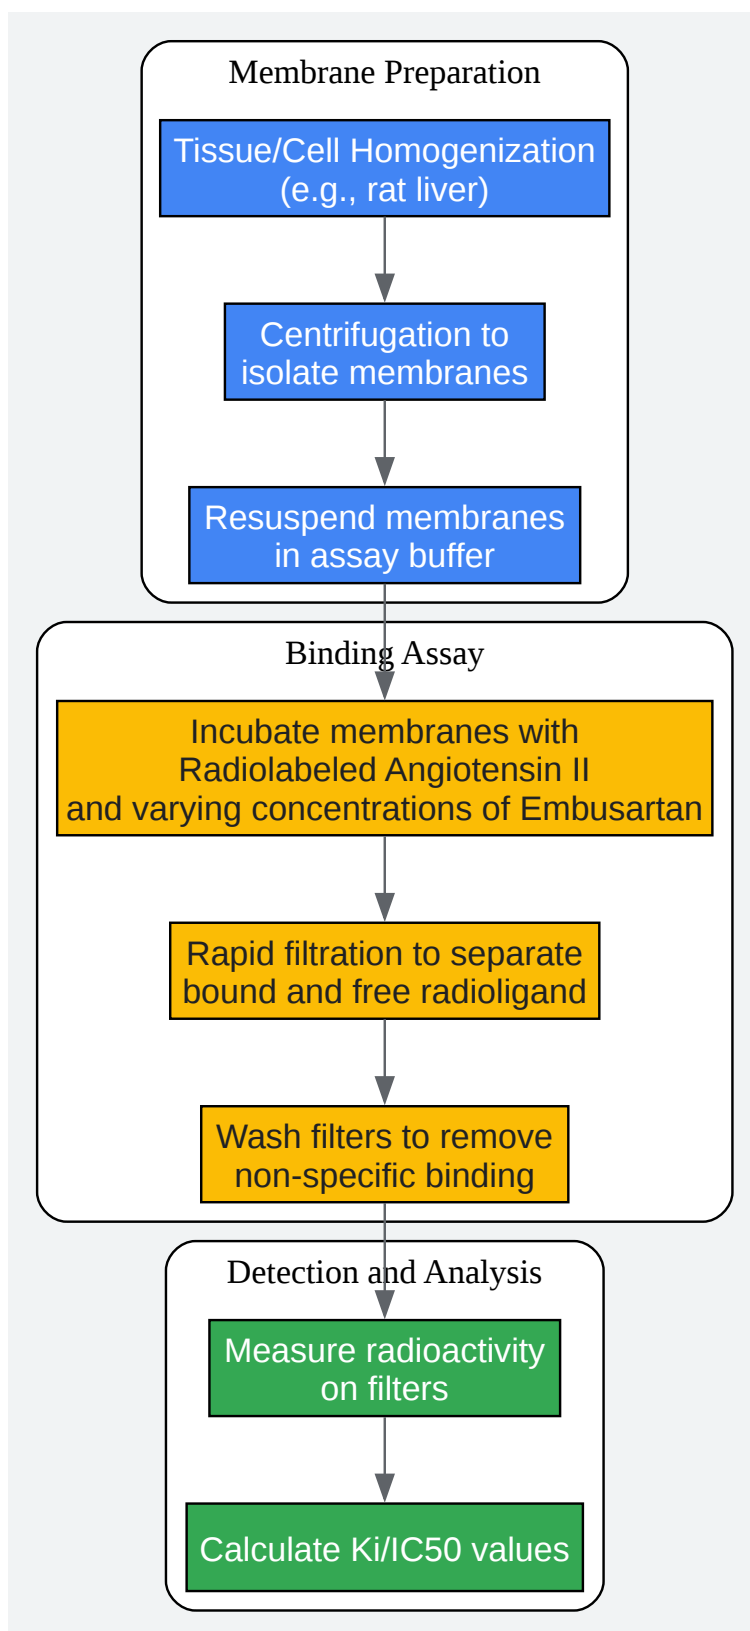 Membrane Preparation
Tissue/Cell Homogenization
(e.g., rat liver)
Centrifugation to
isolate membranes
Resuspend membranes
in assay buffer
Binding Assay
Incubate membranes with
Radiolabeled Angiotensin II
and varying concentrations of Embusartan
Rapid filtration to separate
bound and free radioligand
Wash filters to remove
non-specific binding
Detection and Analysis
Measure radioactivity
on filters
Calculate Ki/IC50 values